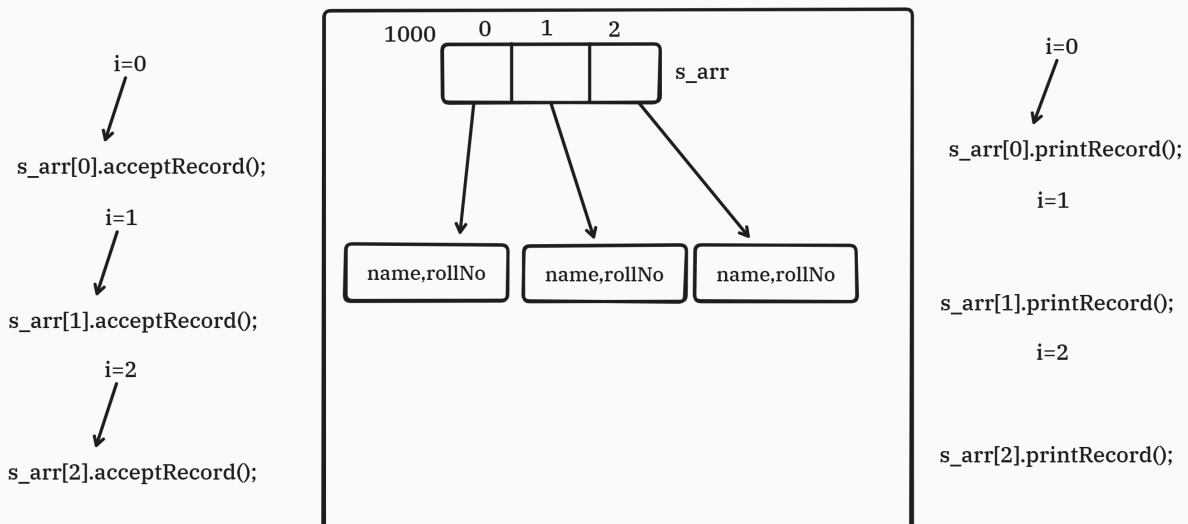 i=0
s_arr[0].acceptRecord();
i=1
s_arr[1].acceptRecord();
i=2
s_arr[2].acceptRecord();
1000 0 1 2
s_arr
name,rollNo name,rollNo name,rollNo
i=0
s_arr[0].printRecord();
i=1
s_arr[1].printRecord();
i=2
s_arr[2].printRecord();